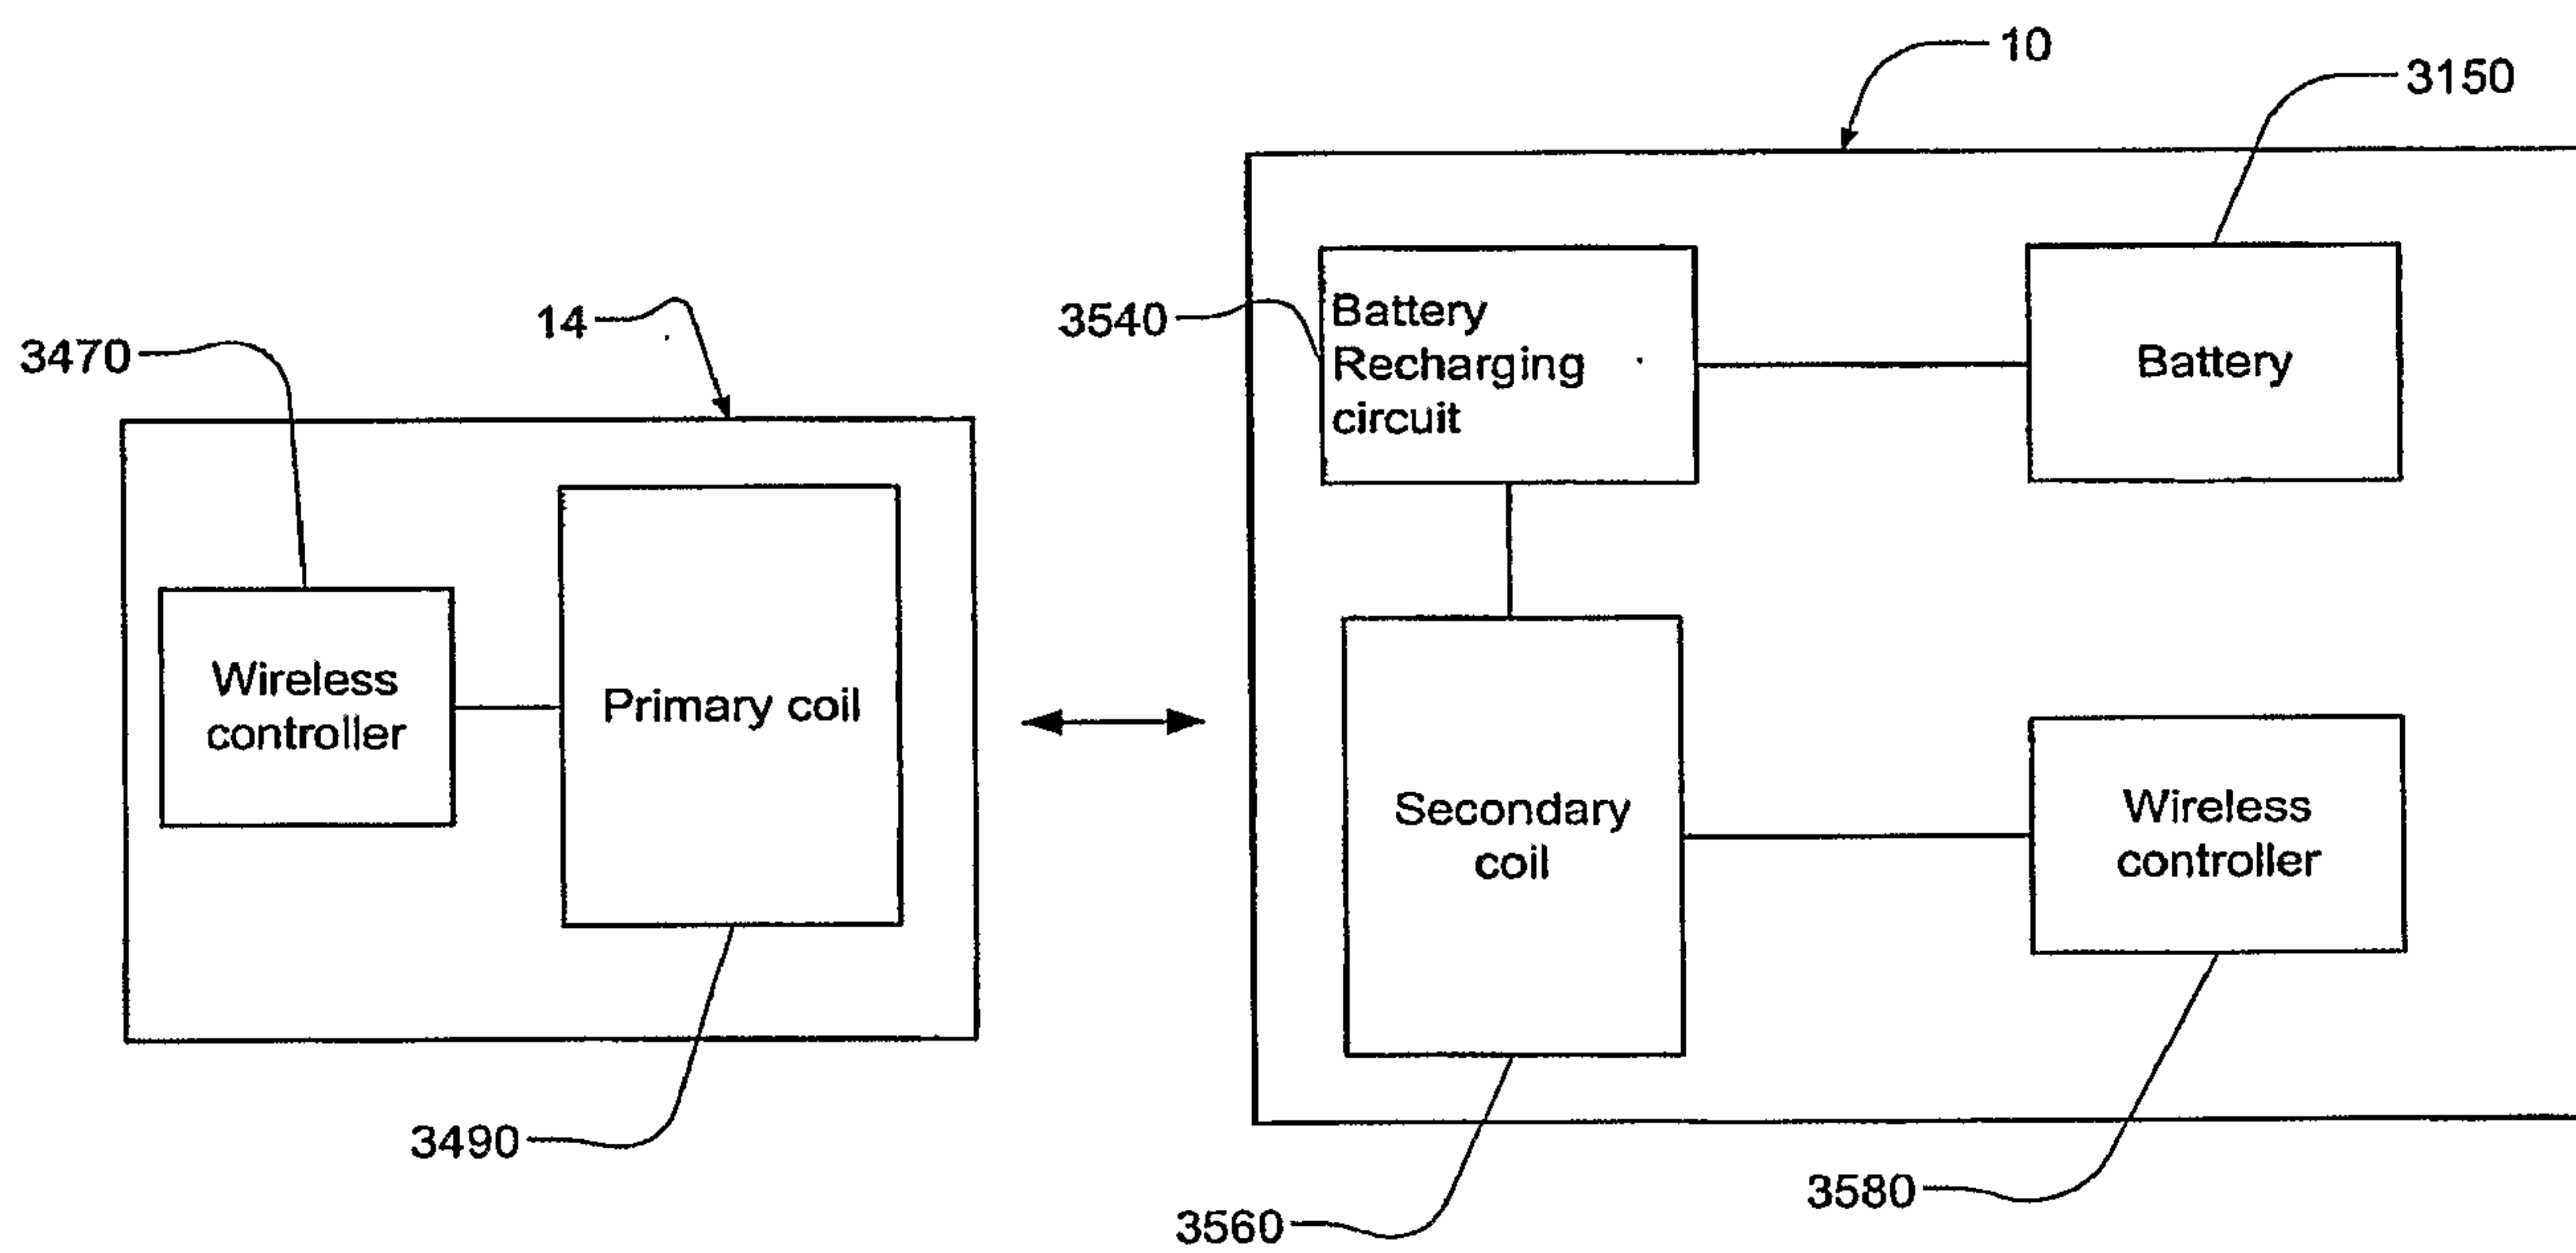 10
3150
14
3470
3540
Battery
Recharging
circuit
Battery
Wireless
controller
Primary coil
Secondary
coil
Wireless
controller
3490
3560
3580